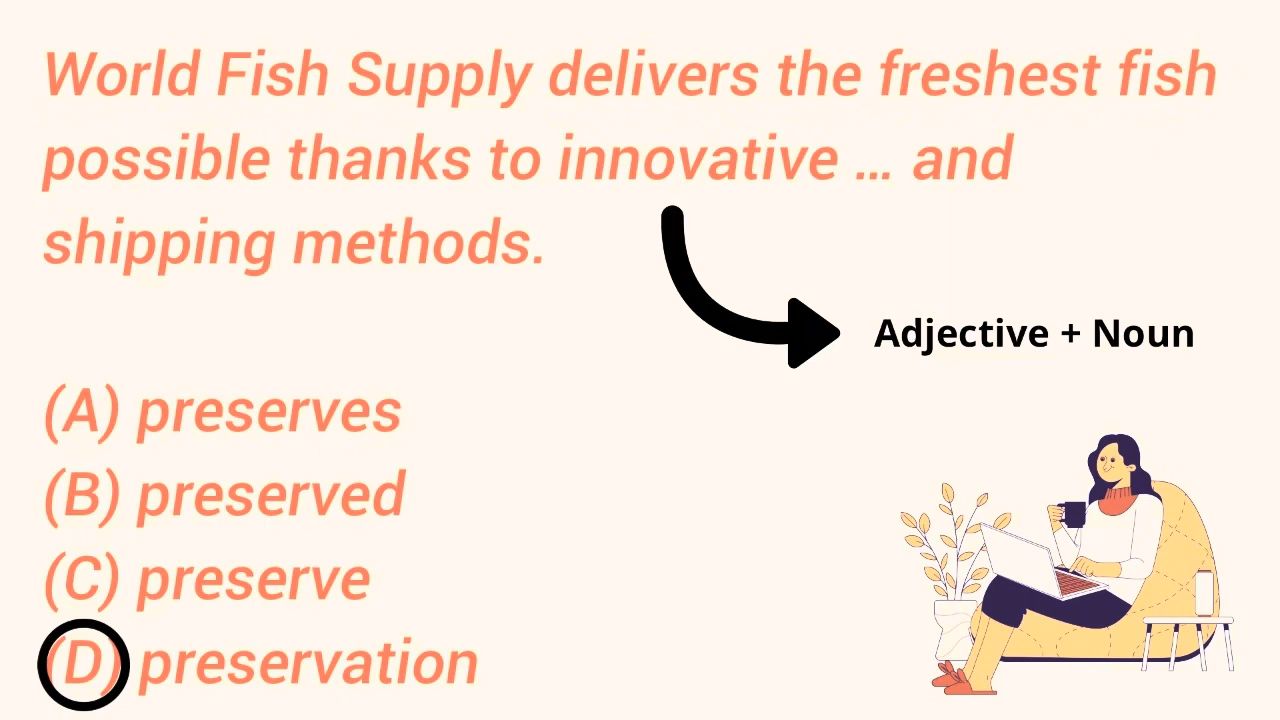 World Fish Supply delivers the freshest fish
possible thanks to innovative ... and
shipping methods.
Adjective + Noun
(A) preserves
(B) preserved
(C) preserve
(D) preservation